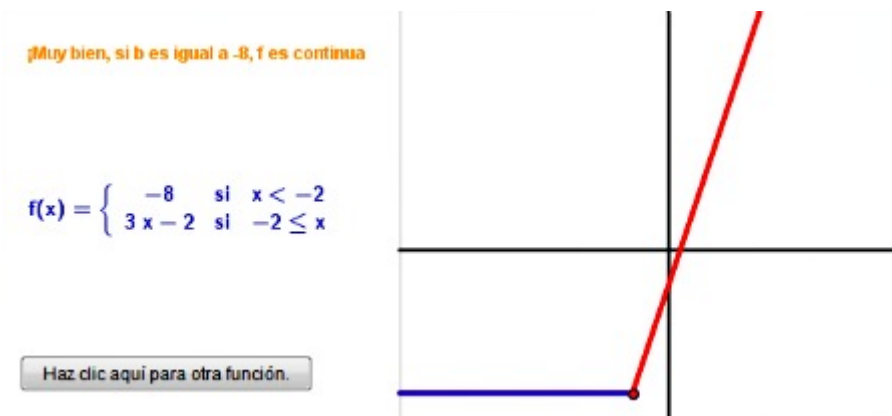 ¡Muy bien, si b es igual a -8, f es continua
f(x) = { −8 si x < −2
3 x − 2 si −2 ≤ x
Haz clic aquí para otra función.